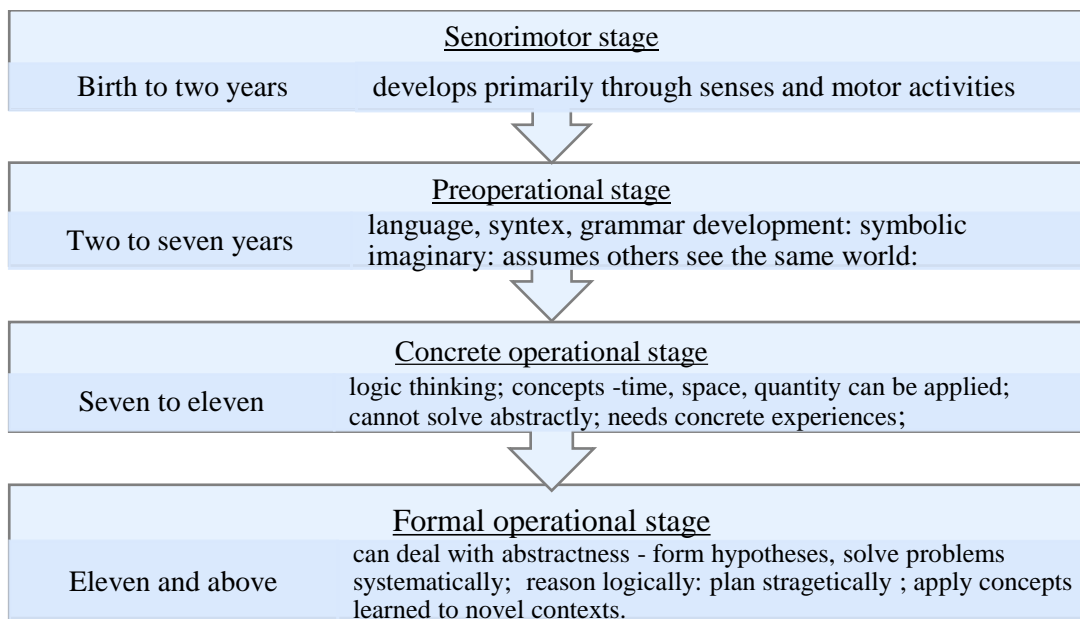 Senorimotor stage
Birth to two years
develops primarily through senses and motor activities
Preoperational stage
Two to seven years
language, syntex, grammar development: symbolic
imaginary: assumes others see the same world:
Concrete operational stage
Seven to eleven
logic thinking; concepts -time, space, quantity can be applied;
cannot solve abstractly; needs concrete experiences;
Formal operational stage
Eleven and above
can deal with abstractness - form hypotheses, solve problems
systematically; reason logically: plan stragetically ; apply concepts
learned to novel contexts.